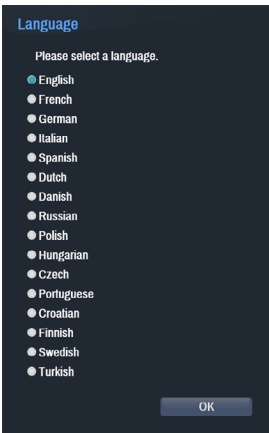 Language
Please select a language.
English
French
German
Italian
Spanish
Dutch
Danish
Russian
Polish
Hungarian
Czech
Portuguese
Croatian
Finnish
Swedish
Turkish
OK